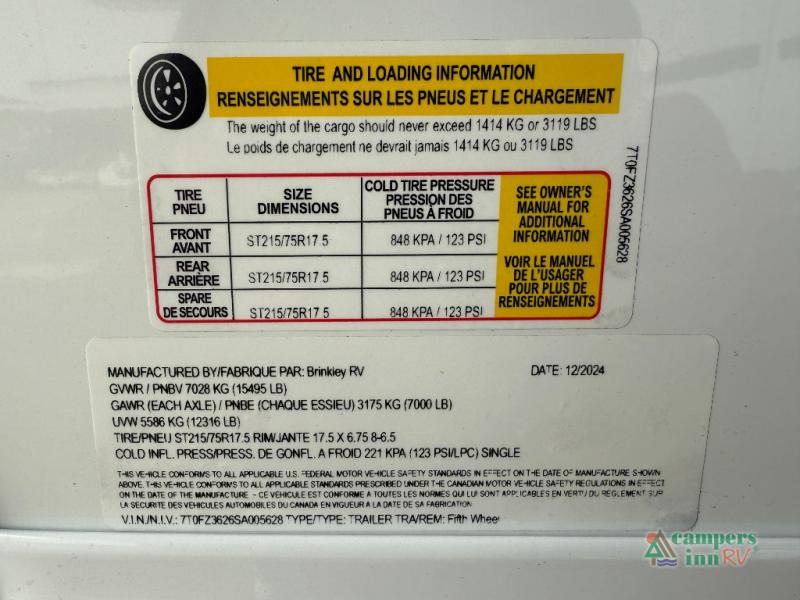 TIRE AND LOADING INFORMATION
RENSEIGNEMENTS SUR LES PNEUS ET LE CHARGEMENT
The weight of the cargo should never exceed 1414 KG or 3119 LBS
Le poids de chargement ne devrait jamais 1414 KG ou 3119 LBS
TIRE PNEU
SIZE DIMENSIONS
COLD TIRE PRESSURE PRESSION DES PNEUS À FROID
SEE OWNER'S MANUAL FOR ADDITIONAL INFORMATION
VOIR LE MANUEL DE L'USAGER POUR PLUS DE RENSEIGNEMENTS
FRONT AVANT ST215/75R17.5 848 KPA / 123 PSI
REAR ARRIÈRE ST215/75R17.5 848 KPA / 123 PSI
SPARE DE SECOURS ST215/75R17.5 848 KPA / 123 PSI
7T0FZ3626SA005628
MANUFACTURED BY/FABRIQUE PAR: Brinkley RV DATE: 12/2024
GVWR / PNBV 7028 KG (15495 LB)
GAWR (EACH AXLE) / PNBE (CHAQUE ESSIEU) 3175 KG (7000 LB)
UVW 5586 KG (12316 LB)
TIRE/PNEU ST215/75R17.5 RIM/JANTE 17.5 X 6.75 8-6.5
COLD INFL. PRESS/PRESS. DE GONFL. A FROID 221 KPA (123 PSI/LPC) SINGLE
THIS VEHICLE CONFORMS TO ALL APPLICABLE U.S. FEDERAL MOTOR VEHICLE SAFETY STANDARDS IN EFFECT ON THE DATE OF MANUFACTURE SHOWN
ABOVE. THIS VEHICLE CONFORMS TO ALL APPLICABLE STANDARDS PRESCRIBED UNDER THE CANADIAN MOTOR VEHICLE SAFETY REGULATIONS IN EFFECT
ON THE DATE OF THE MANUFACTURE - CE VÉHICULE EST CONFORME A TOUTES LES NORMES QUI LUI SONT APPLICABLES EN VERTU DU REGLEMENT SUR
LA SECURITE DES VEHICULES AUTOMOBILES DU CANADA EN VIGUEUR A LA DATE DE SA FABRICATION
V.I.N./N.I.V.: 7T0FZ3626SA005628 TYPE/TYPE: TRAILER TRA/REM: Fifth Wheel
campers
inn RV